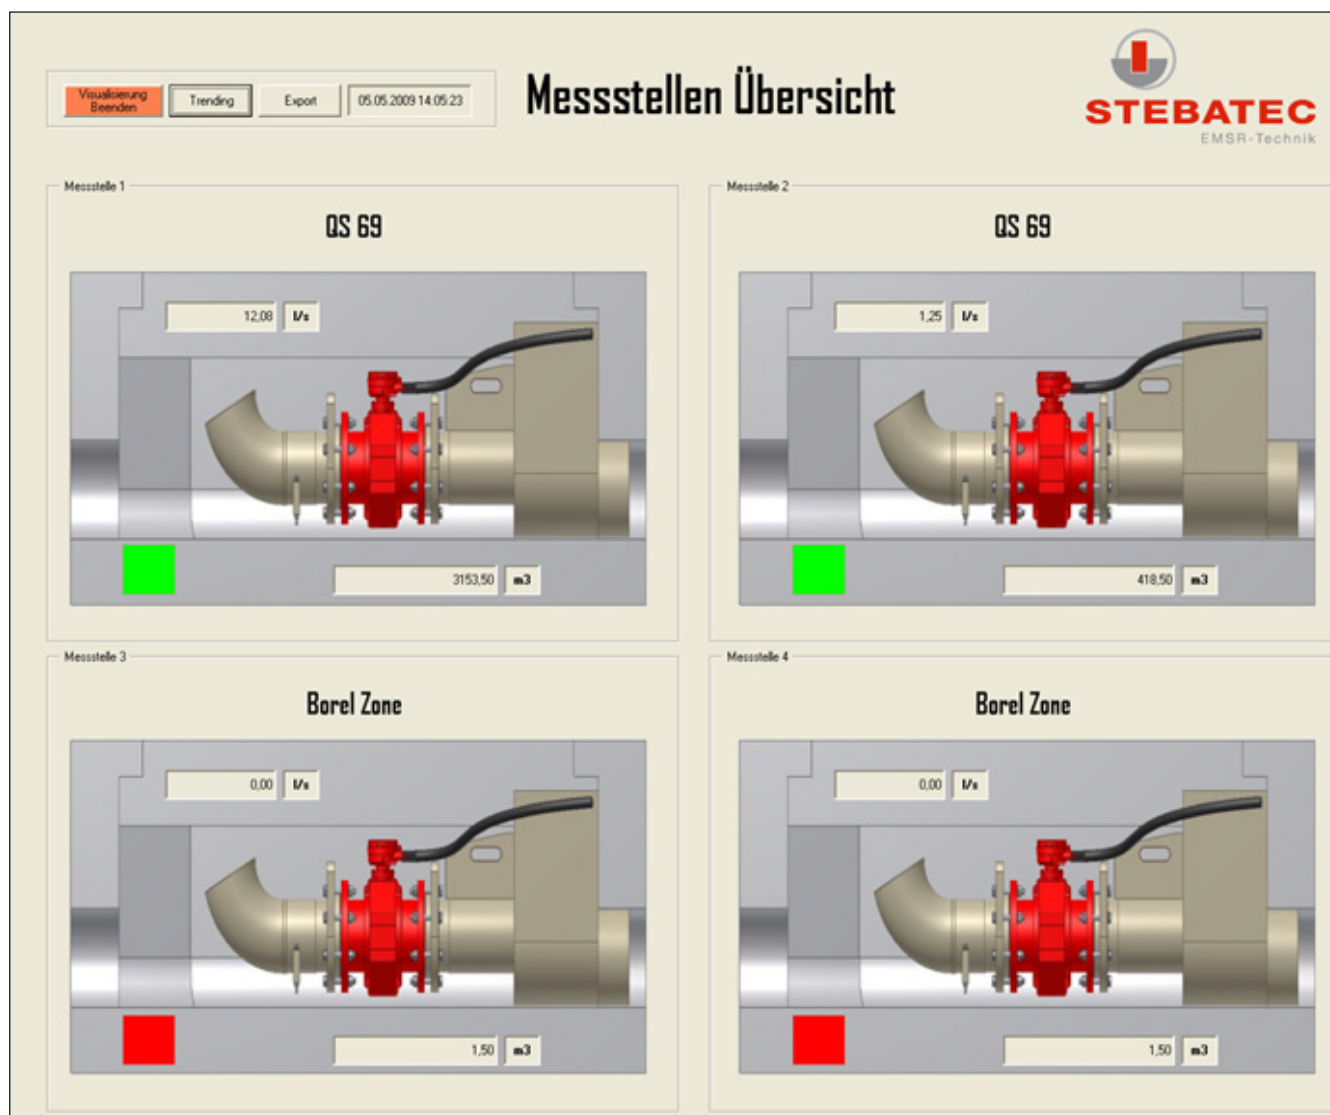 Visualisierung
Beenden
Trending
Export
05.05.2009 14:05:23
Messstellen Übersicht
STEBATEC
EMSR-Technik
Messstelle 1
QS 69
12,08 l/s
3153,50 m3
Messstelle 2
QS 69
1,25 l/s
418,50 m3
Messstelle 3
Borel Zone
0,00 l/s
1,50 m3
Messstelle 4
Borel Zone
0,00 l/s
1,50 m3